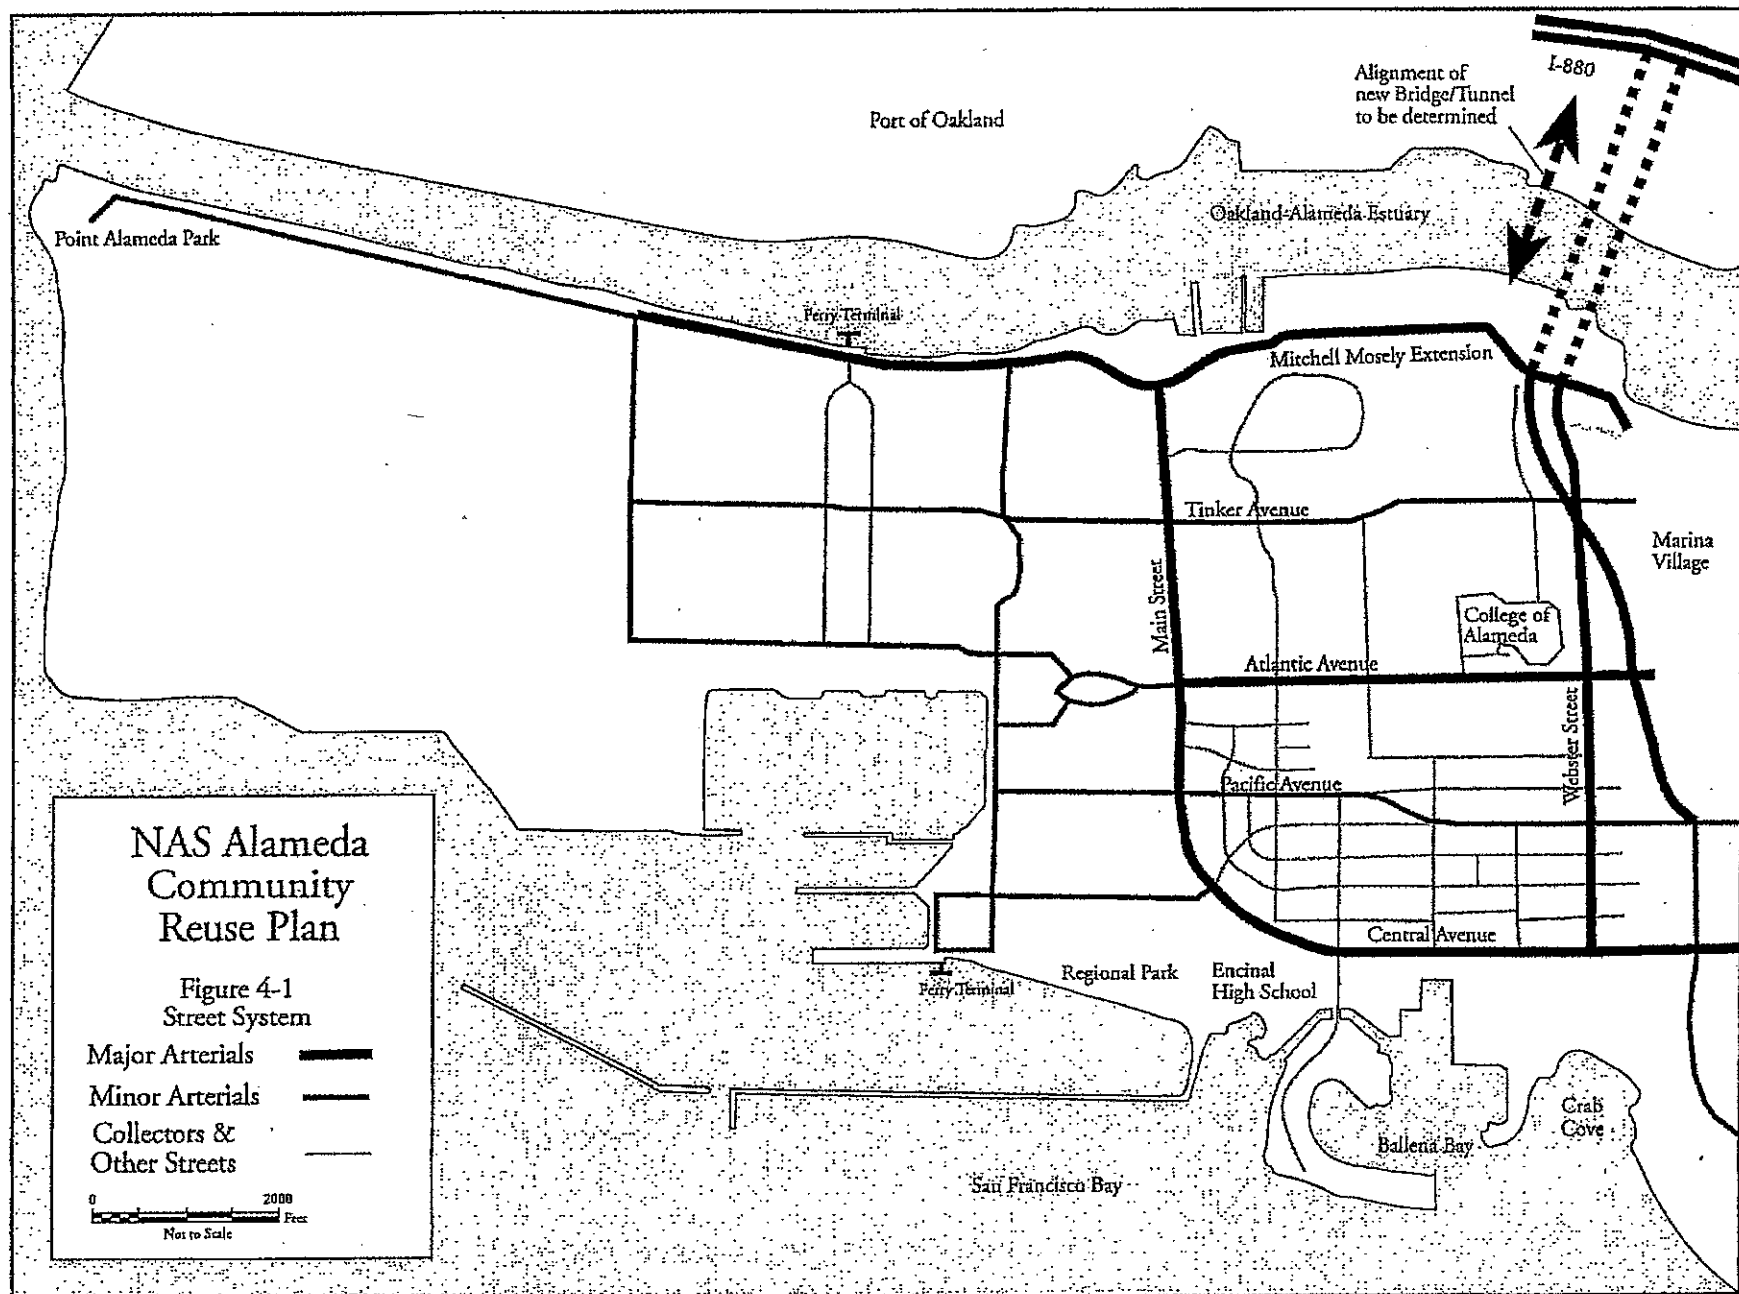 I-880
Alignment of
new Bridge/Tunnel
to be determined
Port of Oakland
Oakland-Alameda Estuary
Point Alameda Park
Ferry Terminal
Mitchell Mosely Extension
Tinker Avenue
Marina
Village
Main Street
College of
Alameda
Atlantic Avenue
Webster Street
Pacific Avenue
Central Avenue
Regional Park
Encinal
High School
Ferry Terminal
Crab
Cove
Ballena Bay
San Francisco Bay
NAS Alameda
Community
Reuse Plan
Figure 4-1
Street System
Major Arterials
Minor Arterials
Collectors &
Other Streets
0 2000
Feet
Not to Scale